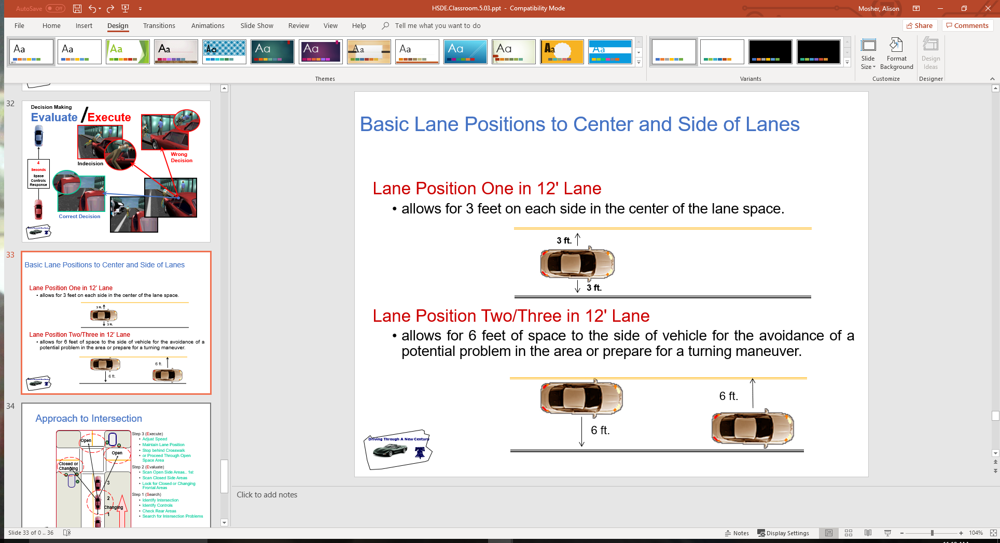 AutoSave Off
HSDE.Classroom.5.03.ppt - Compatibility Mode
Mosher, Alison
File Home Insert Design Transitions Animations Slide Show Review View Help Tell me what you want to do
Share Comments
Aa Aa Aa Aa Aa Aa Aa Aa Aa Aa Aa Aa Aa
Slide Size
Format Background
Design Ideas
Themes Variants Customize Designer
32
Decision Making
Evaluate / Execute
Wrong
Decision
Indecision
4
Seconds
Space
Controls
Response
Correct Decision
33
Basic Lane Positions to Center and Side of Lanes
Lane Position One in 12' Lane
• allows for 3 feet on each side in the center of the lane space.
3 ft.
3 ft.
Lane Position Two/Three in 12' Lane
• allows for 6 feet of space to the side of vehicle for the avoidance of a
potential problem in the area or prepare for a turning maneuver.
6 ft.
6 ft.
34
Approach to Intersection
Open
Open
Closed or
Changing
3
2
Changing
1
Step 3 (Execute)
• Adjust Speed
• Maintain Lane Position
• Stop behind Crosswalk
• or Proceed Through Open
Space Area
Step 2 (Evaluate)
• Scan Open Side Areas.. 1st
• Scan Closed Side Areas
• Look for Closed or Changing
Frontal Areas
Step 1 (Search)
• Identify Intersection
• Identify Controls
• Check Rear Areas
• Search for Intersection Problems
Basic Lane Positions to Center and Side of Lanes
Lane Position One in 12' Lane
• allows for 3 feet on each side in the center of the lane space.
3 ft.
3 ft.
Lane Position Two/Three in 12' Lane
• allows for 6 feet of space to the side of vehicle for the avoidance of a
potential problem in the area or prepare for a turning maneuver.
6 ft.
6 ft.
Driving Through A New Century
Click to add notes
Slide 33 of 0 .. 36
Notes Display Settings 104%